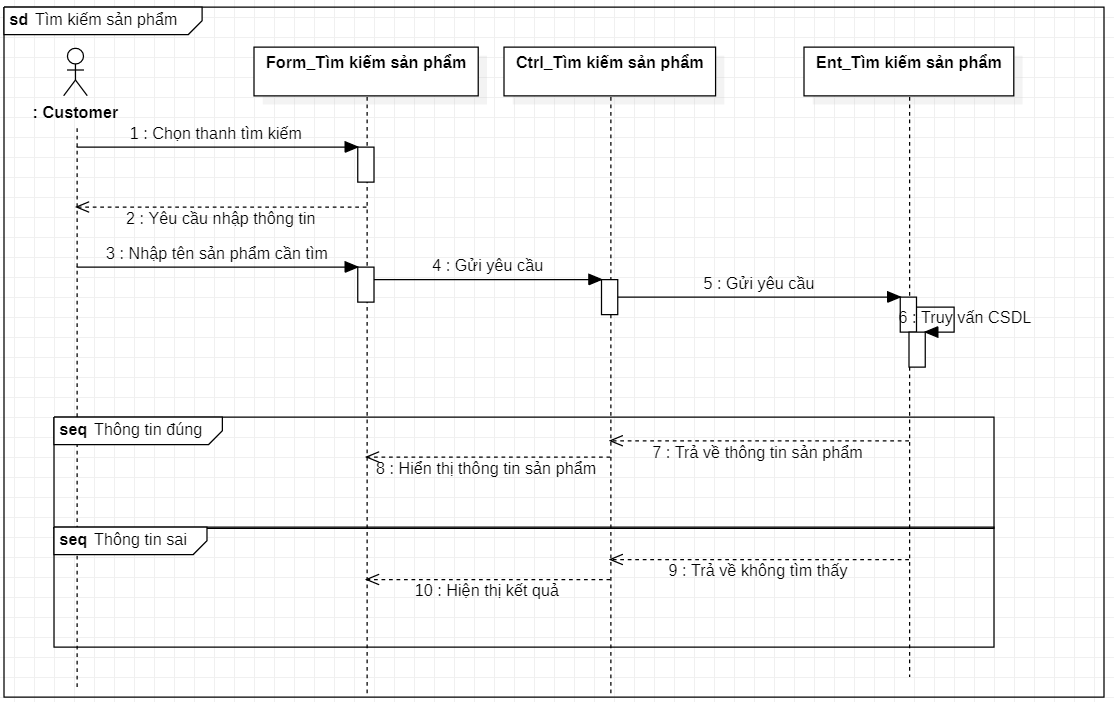 sd Tìm kiếm sản phẩm
: Customer
Form_Tìm kiếm sản phẩm
Ctrl_Tìm kiếm sản phẩm
Ent_Tìm kiếm sản phẩm
1 : Chọn thanh tìm kiếm
2 : Yêu cầu nhập thông tin
3 : Nhập tên sản phẩm cần tìm
4 : Gửi yêu cầu
5 : Gửi yêu cầu
6 : Truy vấn CSDL
seq Thông tin đúng
7 : Trả về thông tin sản phẩm
8 : Hiển thị thông tin sản phẩm
seq Thông tin sai
9 : Trả về không tìm thấy
10 : Hiện thị kết quả